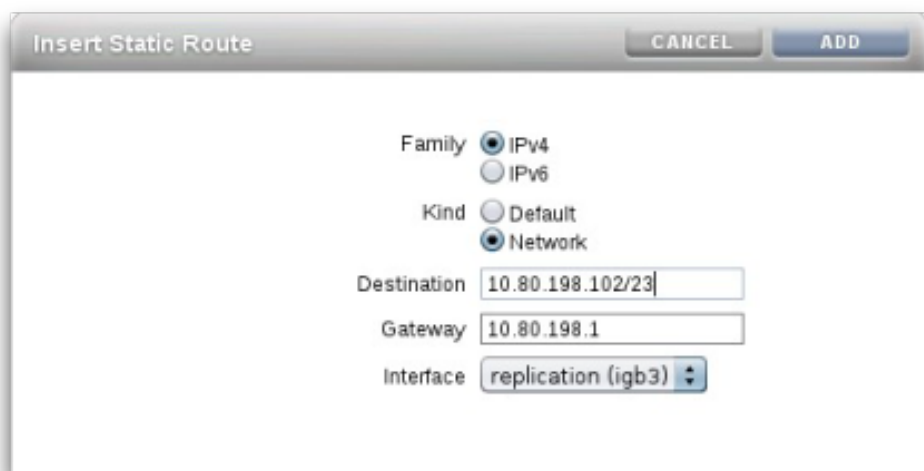 Insert Static Route CANCEL ADD
Family IPv4
IPv6
Kind Default
Network
Destination 10.80.198.102/23
Gateway 10.80.198.1
Interface replication (igb3)